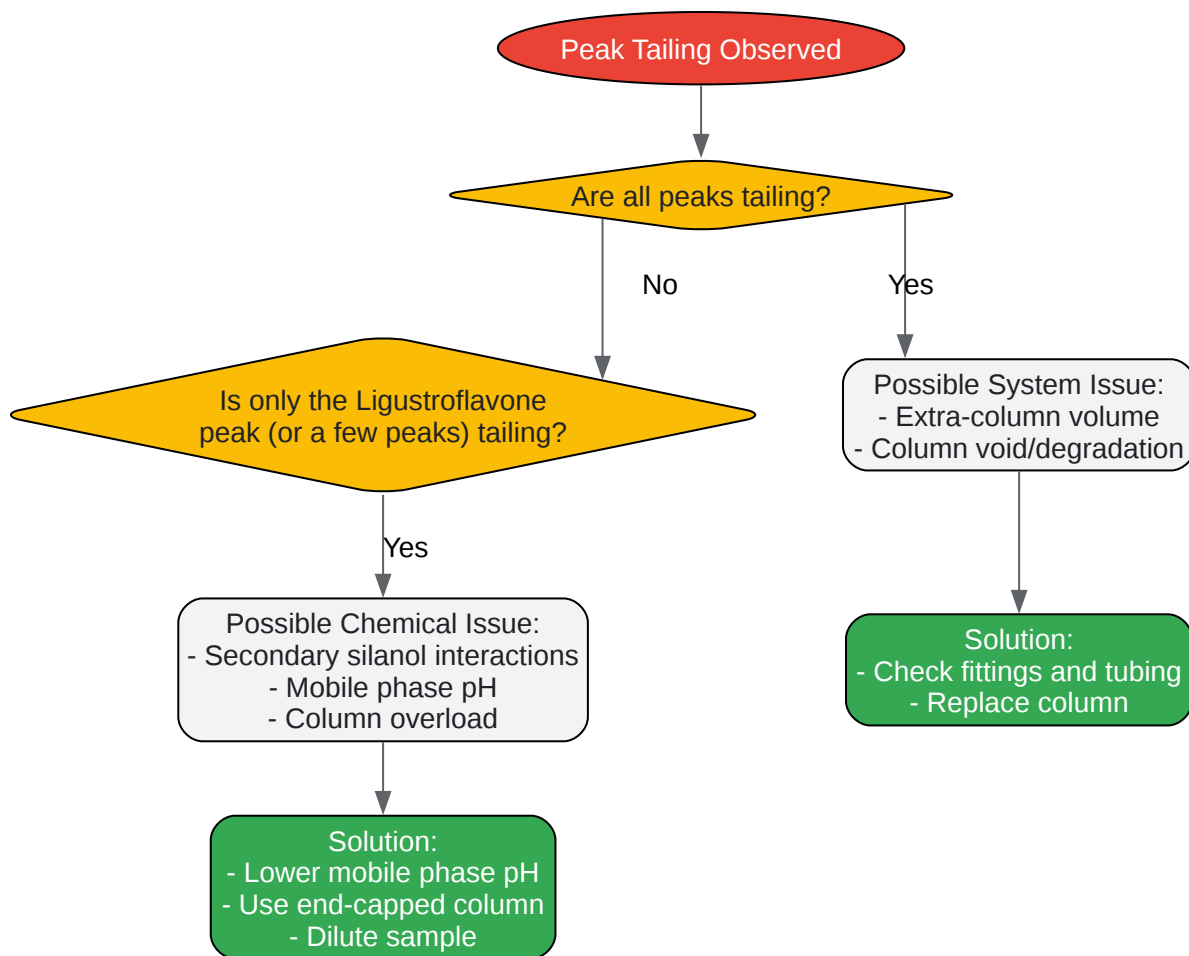 Peak Tailing Observed
Are all peaks tailing?
No
Yes
Is only the Ligustroflavone
peak (or a few peaks) tailing?
Possible System Issue:
- Extra-column volume
- Column void/degradation
Yes
Possible Chemical Issue:
- Secondary silanol interactions
- Mobile phase pH
- Column overload
Solution:
- Check fittings and tubing
- Replace column
Solution:
- Lower mobile phase pH
- Use end-capped column
- Dilute sample